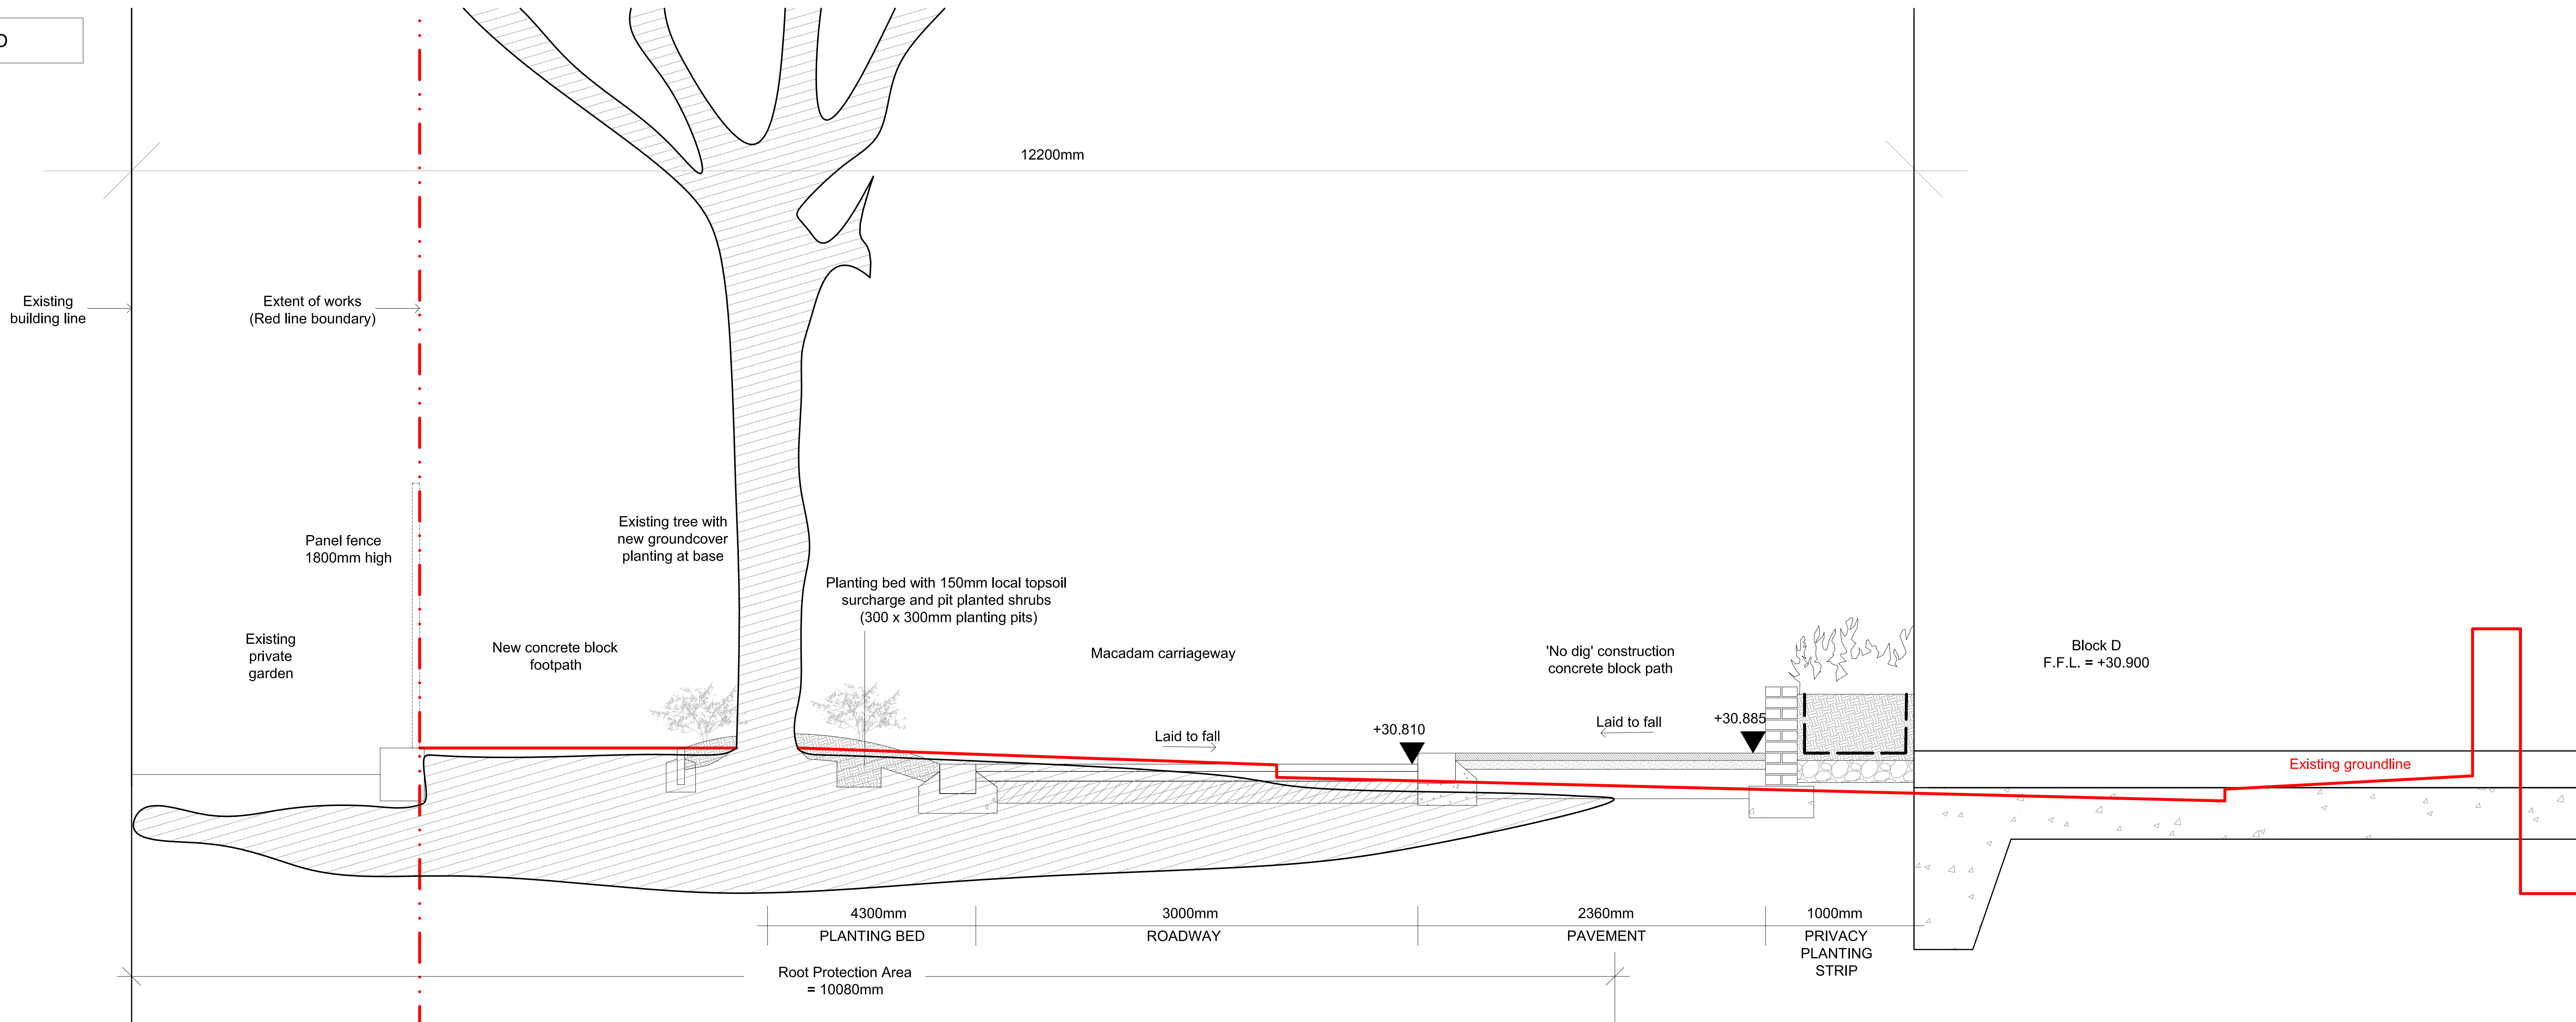 D
12200mm
Existing
building line
Extent of works
(Red line boundary)
Panel fence
1800mm high
Existing tree with
new groundcover
planting at base
Planting bed with 150mm local topsoil
surcharge and pit planted shrubs
(300 x 300mm planting pits)
Existing
private
garden
New concrete block
footpath
Macadam carriageway
'No dig' construction
concrete block path
Block D
F.F.L. = +30.900
Laid to fall
+30.810
Laid to fall
+30.885
Existing groundline
4300mm
PLANTING BED
3000mm
ROADWAY
2360mm
PAVEMENT
1000mm
PRIVACY
PLANTING
STRIP
Root Protection Area
= 10080mm